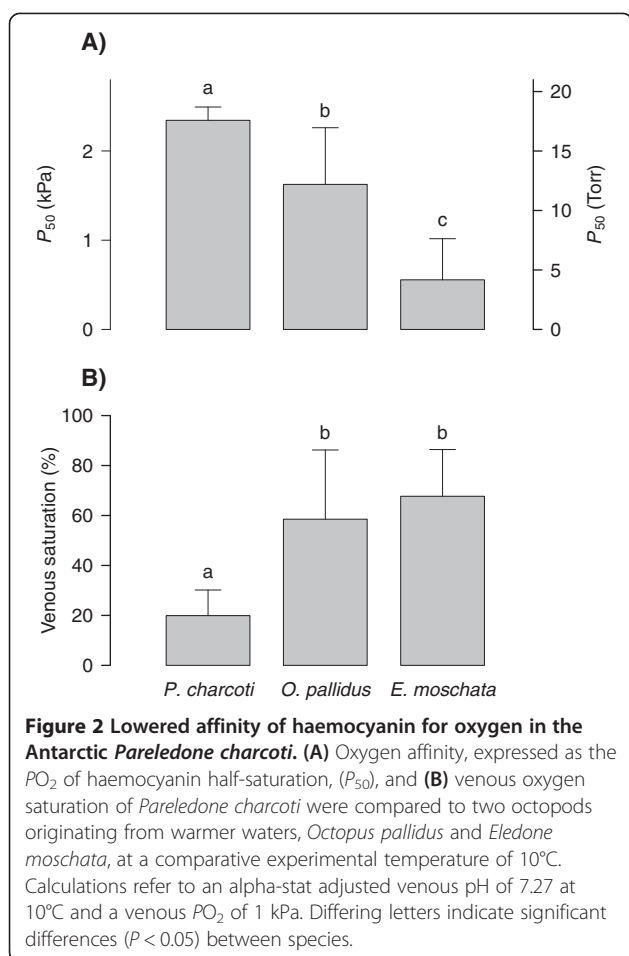 A)
a
b
c
2
1
0
P50 (kPa)
20
15
10
5
0
P50 (Torr)
B)
100
80
60
40
20
0
Venous saturation (%)
a
b
b
P. charcoti O. pallidus E. moschata
Figure 2 Lowered affinity of haemocyanin for oxygen in the
Antarctic Pareledone charcoti. (A) Oxygen affinity, expressed as the
PO2 of haemocyanin half-saturation, (P50), and (B) venous oxygen
saturation of Pareledone charcoti were compared to two octopods
originating from warmer waters, Octopus pallidus and Eledone
moschata, at a comparative experimental temperature of 10°C.
Calculations refer to an alpha-stat adjusted venous pH of 7.27 at
10°C and a venous PO2 of 1 kPa. Differing letters indicate significant
differences (P < 0.05) between species.